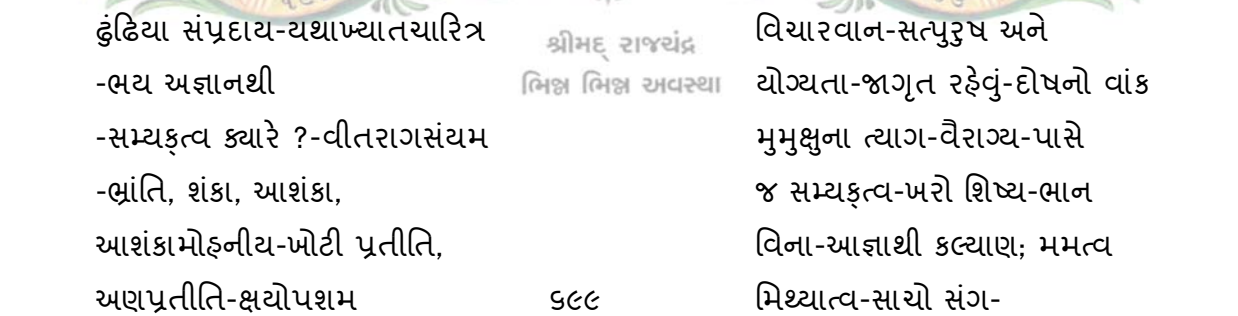 ઢુંઢિયા સંપ્રદાય-યથાખ્યાતચારિત્ર
-ભય અજ્ઞાનથી
-સમ્યક્ત્વ ક્યારે ?-વીતરાગસંયમ
-ભ્રાંતિ, શંકા, આશંકા,
આશંકામોહનીય-ખોટી પ્રતીતિ,
અણપ્રતીતિ-ક્ષયોપશમ
શ્રીમદ્ રાજચંદ્ર
ભિન્ન ભિન્ન અવસ્થા
૬૯૯
વિચારવાન-સત્પુરુષ અને
યોગ્યતા-જાગૃત રહેવું-દોષનો વાંક
મુમુક્ષુના ત્યાગ-વૈરાગ્ય-પાસે
જ સમ્યક્ત્વ-ખરો શિષ્ય-ભાન
વિના-આજ્ઞાથી કલ્યાણ; મમત્વ
મિથ્યાત્વ-સાચો સંગ-